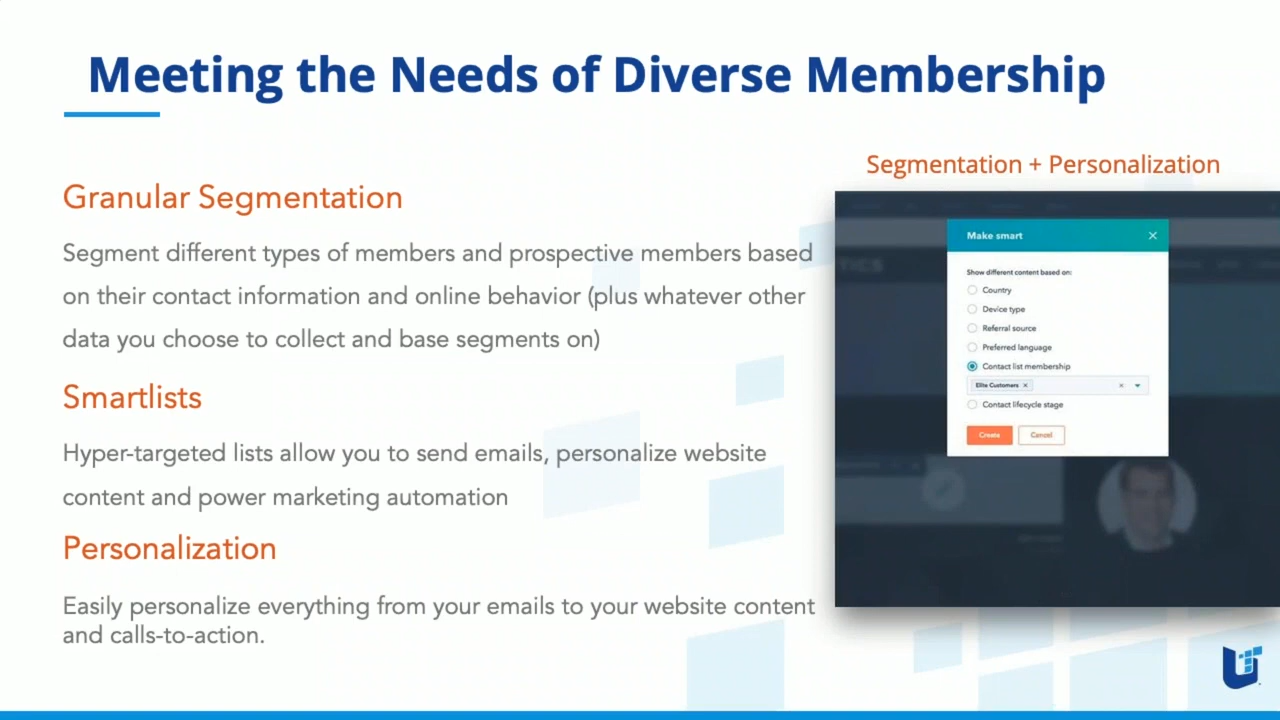 Meeting the Needs of Diverse Membership
Granular Segmentation
Segment different types of members and prospective members based
on their contact information and online behavior (plus whatever other
data you choose to collect and base segments on)
Smartlists
Hyper-targeted lists allow you to send emails, personalize website
content and power marketing automation
Personalization
Easily personalize everything from your emails to your website content
and calls-to-action.
Segmentation + Personalization
Make smart
Show different content based on:
Country
Device type
Referral source
Preferred language
Contact list membership
Elite Customers
Contact lifecycle stage
Create
Cancel